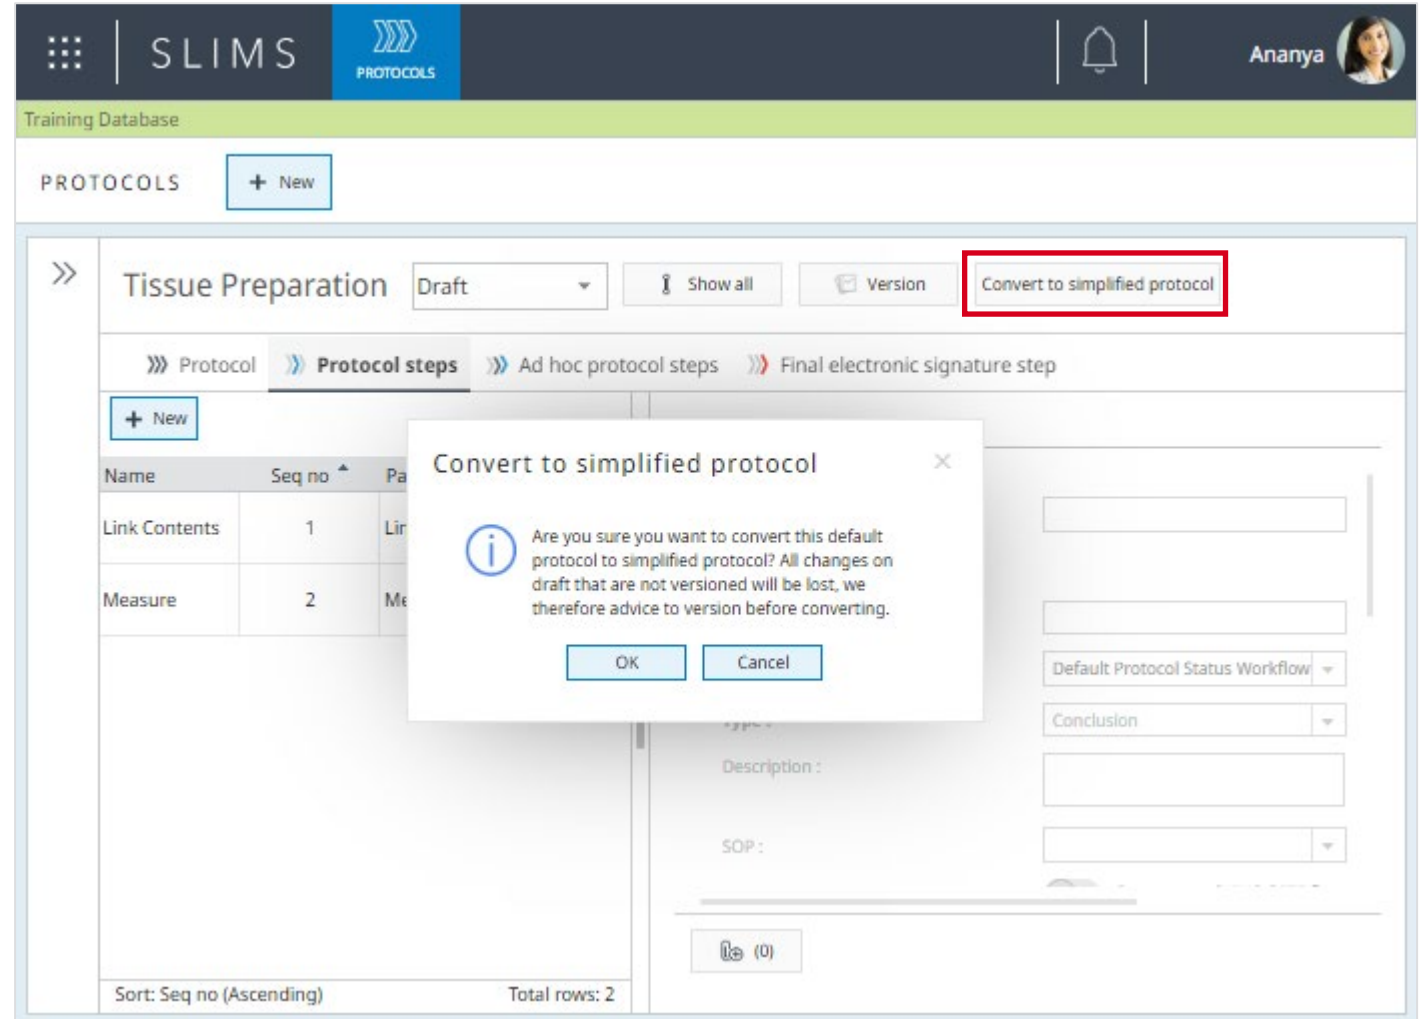 SLIMS
PROTOCOLS
Ananya
Training Database
PROTOCOLS
+ New
Tissue Preparation
Draft
Show all
Version
Convert to simplified protocol
Protocol
Protocol steps
Ad hoc protocol steps
Final electronic signature step
+ New
Name
Seq no
Pa
Link Contents
1
Measure
2
Convert to simplified protocol
Are you sure you want to convert this default
protocol to simplified protocol? All changes on
draft that are not versioned will be lost, we
therefore advice to version before converting.
OK
Cancel
Default Protocol Status Workflow
Type :
Conclusion
Description :
SOP :
(0)
Sort: Seq no (Ascending)
Total rows: 2